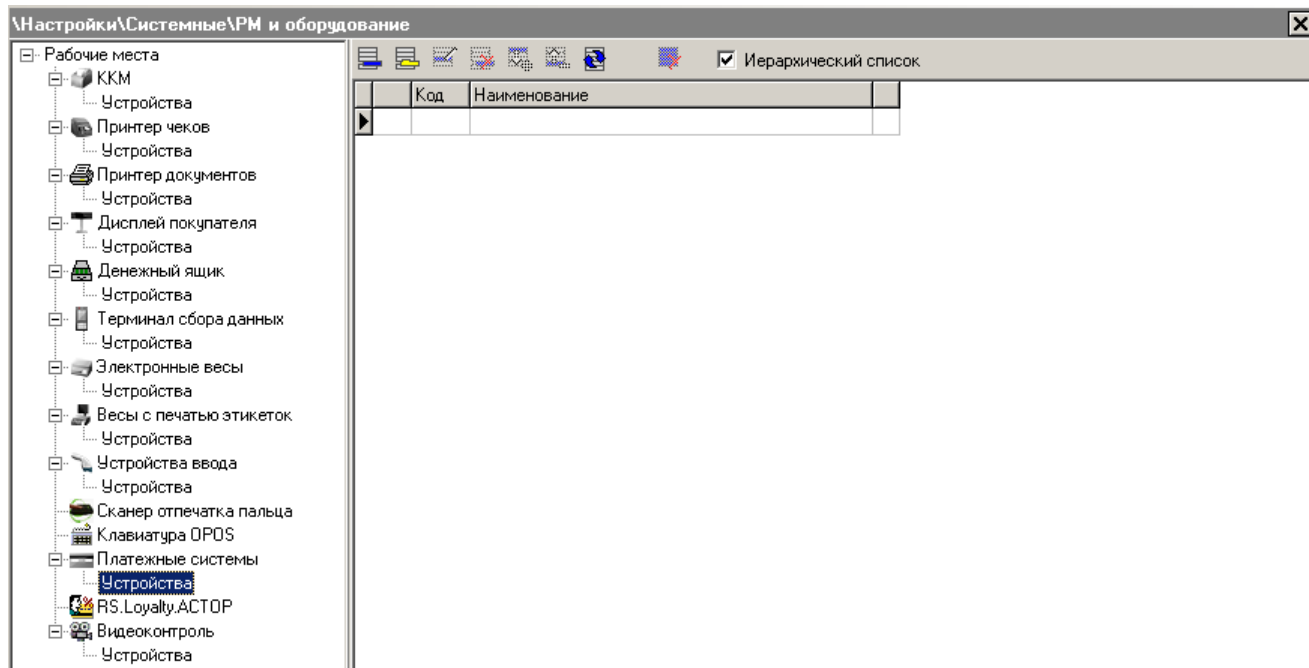 \Настройки\Системные\РМ и оборудование
Рабочие места
ККМ
Устройства
Принтер чеков
Устройства
Принтер документов
Устройства
Дисплей покупателя
Устройства
Денежный ящик
Устройства
Терминал сбора данных
Устройства
Электронные весы
Устройства
Весы с печатью этикеток
Устройства
Устройства ввода
Устройства
Сканер отпечатка пальца
Клавиатура OPOS
Платежные системы
Устройства
RS.Loyalty.АСТОР
Видеоконтроль
Устройства
Иерархический список
Код Наименование